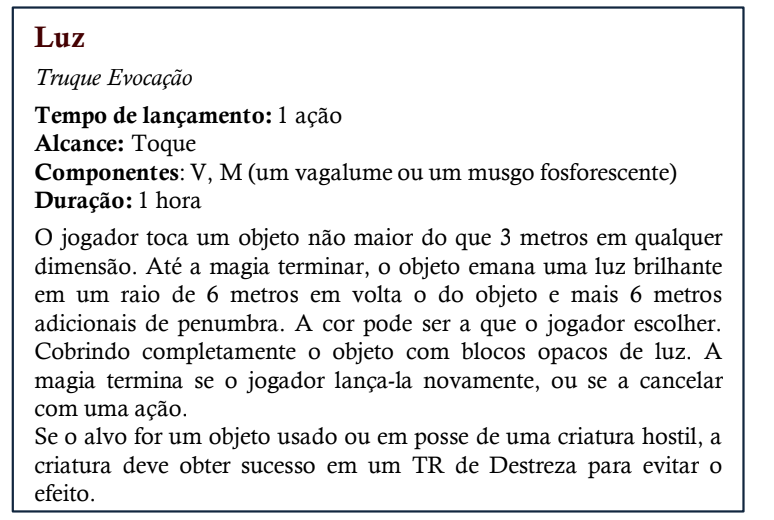 Luz
Truque Evocação
Tempo de lançamento: 1 ação
Alcance: Toque
Componentes: V, M (um vagalume ou um musgo fosforescente)
Duração: 1 hora
O jogador toca um objeto não maior do que 3 metros em qualquer
dimensão. Até a magia terminar, o objeto emana uma luz brilhante
em um raio de 6 metros em volta o do objeto e mais 6 metros
adicionais de penumbra. A cor pode ser a que o jogador escolher.
Cobrindo completamente o objeto com blocos opacos de luz. A
magia termina se o jogador lança-la novamente, ou se a cancelar
com uma ação.
Se o alvo for um objeto usado ou em posse de uma criatura hostil, a
criatura deve obter sucesso em um TR de Destreza para evitar o
efeito.